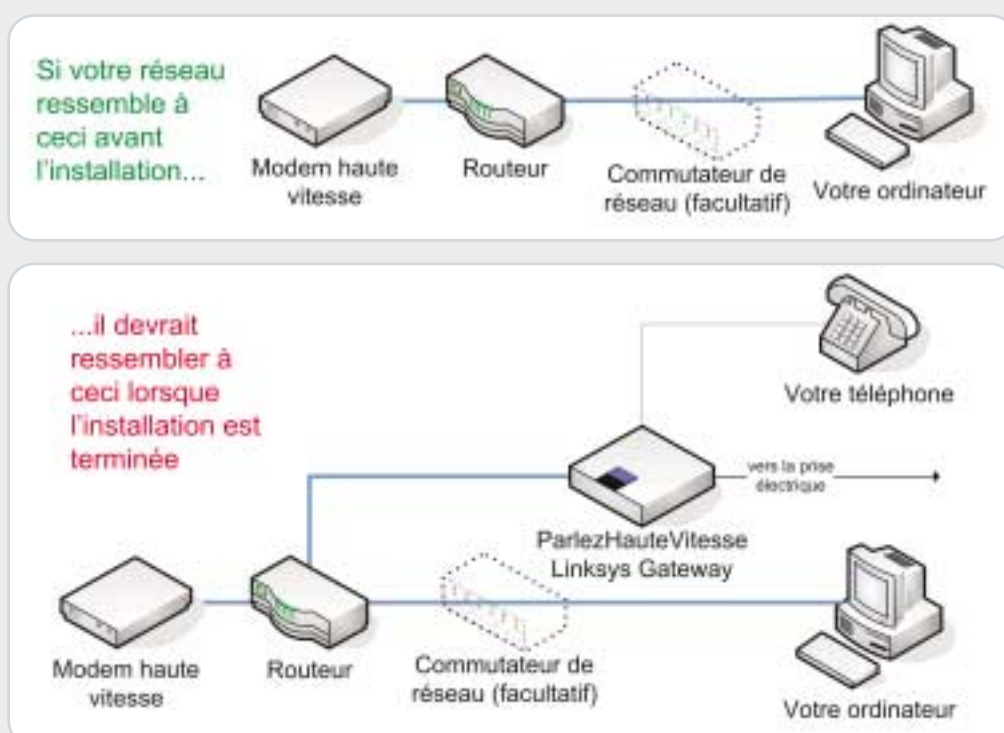 Si votre réseau
ressemble à
ceci avant
l'installation...
Modem haute
vitesse
Routeur
Commutateur de
réseau (facultatif)
Votre ordinateur
...il devrait
ressembler à
ceci lorsque
l'installation est
terminée
Votre téléphone
vers la prise
électrique
ParlezHauteVitesse
Linksys Gateway
Modem haute
vitesse
Routeur
Commutateur de
réseau (facultatif)
Votre ordinateur